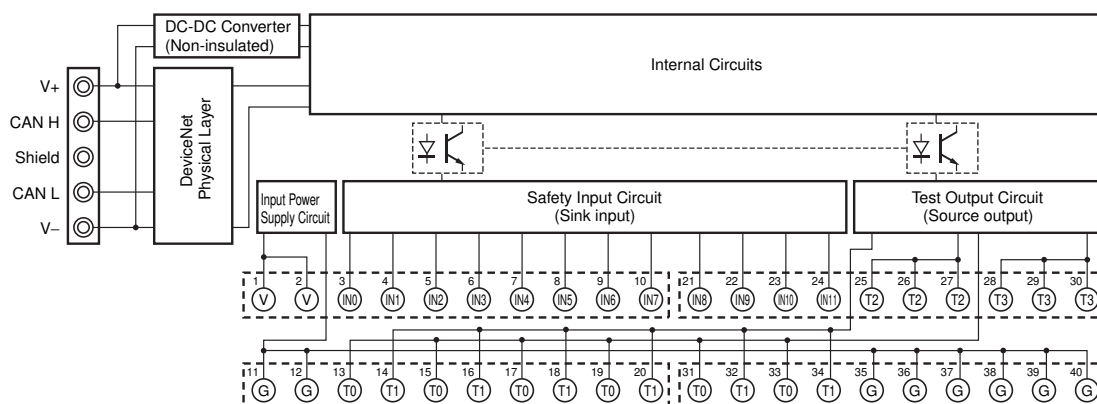 DC-DC Converter
(Non-insulated)
Internal Circuits
V+
CAN H
Shield
CAN L
V–
DeviceNet
Physical Layer
Input Power
Supply Circuit
Safety Input Circuit
(Sink input)
Test Output Circuit
(Source output)
1 2 3 4 5 6 7 8 9 10 21 22 23 24 25 26 27 28 29 30
V V IN0 IN1 IN2 IN3 IN4 IN5 IN6 IN7 IN8 IN9 IN10 IN11 T2 T2 T2 T3 T3 T3
11 12 13 14 15 16 17 18 19 20 31 32 33 34 35 36 37 38 39 40
G G T0 T1 T0 T1 T0 T1 T0 T1 T0 T1 T0 T1 G G G G G G